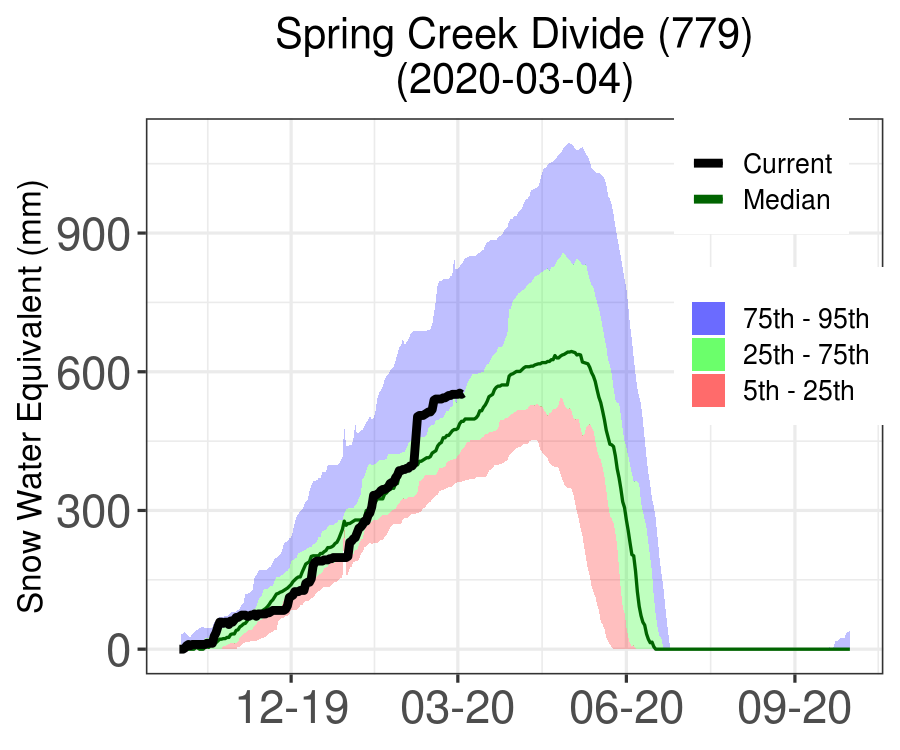 Spring Creek Divide (779)
(2020-03-04)
Snow Water Equivalent (mm)
900
600
300
0
12-19
03-20
06-20
09-20
Current
Median
75th - 95th
25th - 75th
5th - 25th